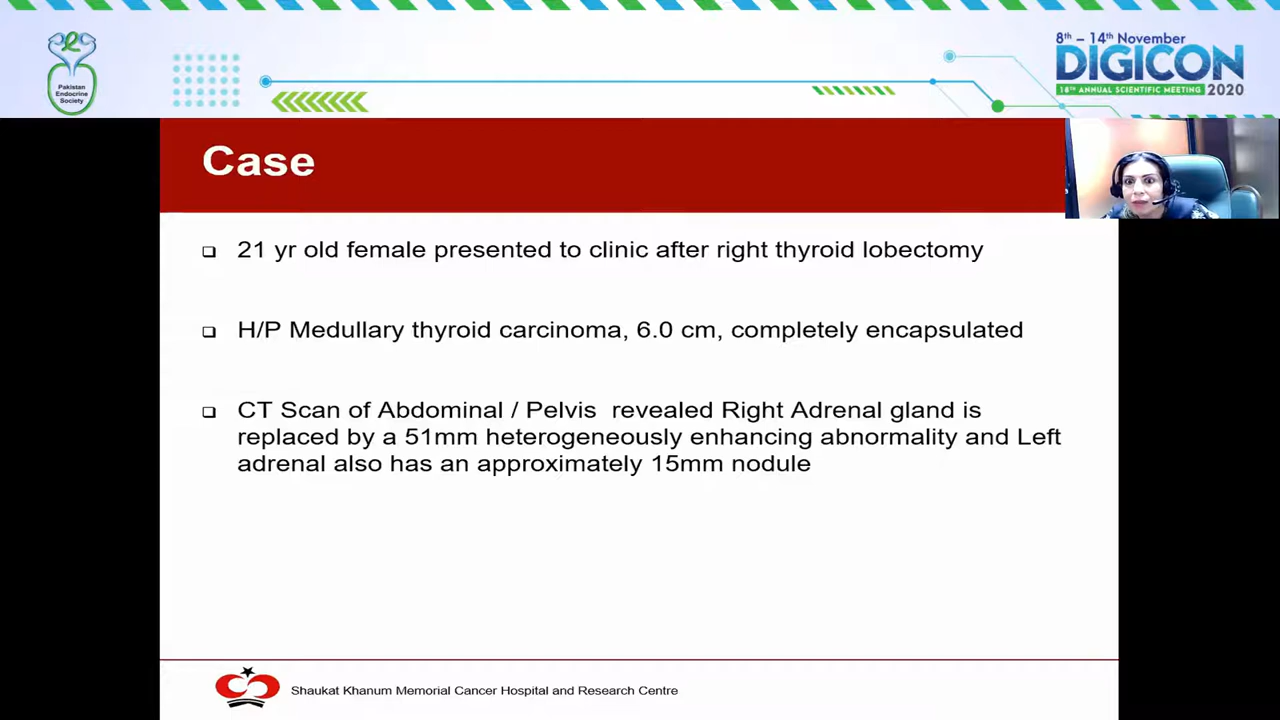 Pakistan
Endocrine
Society
8th – 14th November
DIGICON
18TH ANNUAL SCIENTIFIC MEETING 2020
Case
21 yr old female presented to clinic after right thyroid lobectomy
H/P Medullary thyroid carcinoma, 6.0 cm, completely encapsulated
CT Scan of Abdominal / Pelvis revealed Right Adrenal gland is
replaced by a 51mm heterogeneously enhancing abnormality and Left
adrenal also has an approximately 15mm nodule
Shaukat Khanum Memorial Cancer Hospital and Research Centre